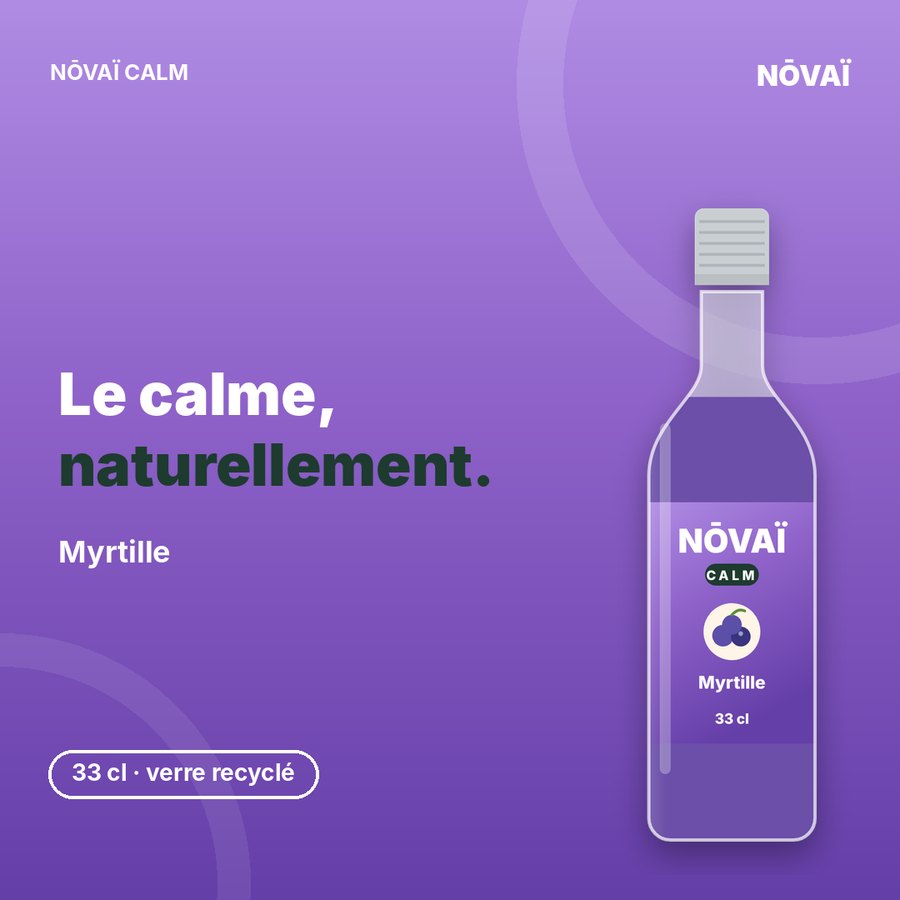 NŌVAÏ CALM
NŌVAÏ
Le calme,
naturellement.
Myrtille
33 cl · verre recyclé
NŌVAÏ
CALM
Myrtille
33 cl